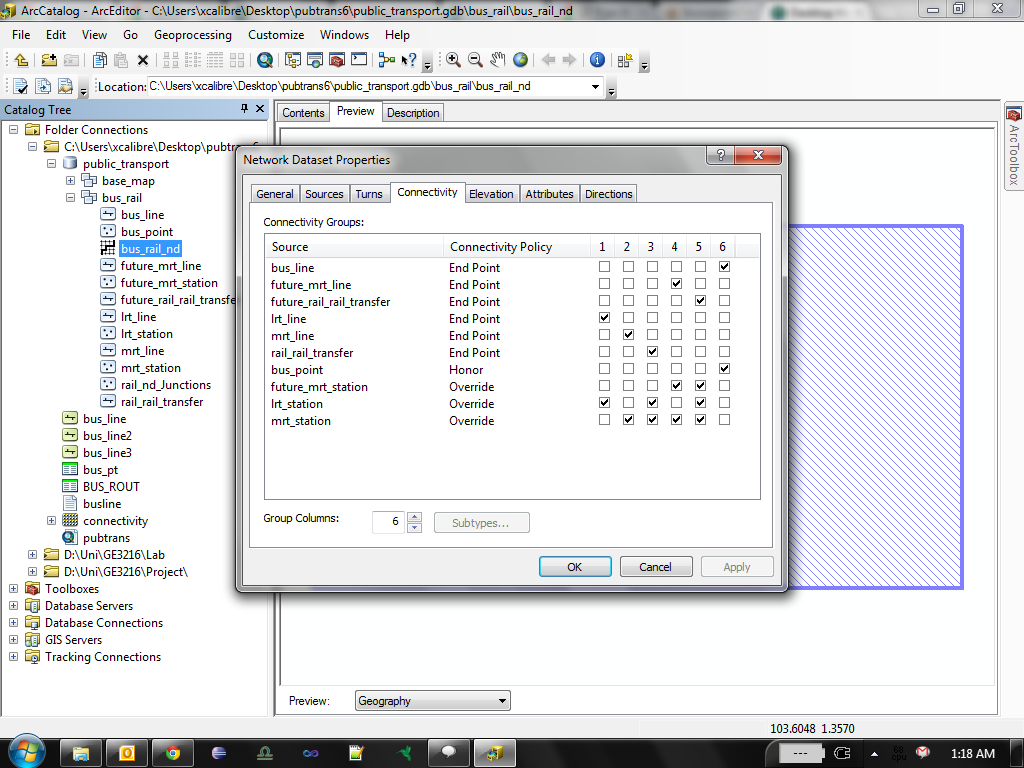 ArcCatalog - ArcEditor - C:\Users\xcalibre\Desktop\pubtrans6\public_transport.gdb\bus_rail\bus_rail_nd
File Edit View Go Geoprocessing Customize Windows Help
Location: C:\Users\xcalibre\Desktop\pubtrans6\public_transport.gdb\bus_rail\bus_rail_nd
Catalog Tree
Folder Connections
C:\Users\xcalibre\Desktop\pubtrans6
public_transport
base_map
bus_rail
bus_line
bus_point
bus_rail_nd
future_mrt_line
future_mrt_station
future_rail_rail_transfe
lrt_line
lrt_station
mrt_line
mrt_station
rail_nd_Junctions
rail_rail_transfer
bus_line
bus_line2
bus_line3
bus_pt
BUS_ROUT
busline
connectivity
pubtrans
D:\Uni\GE3216\Lab
D:\Uni\GE3216\Project\
Toolboxes
Database Servers
Database Connections
GIS Servers
Tracking Connections
Contents Preview Description
ArcToolbox
Network Dataset Properties
General Sources Turns Connectivity Elevation Attributes Directions
Connectivity Groups:
Source Connectivity Policy 1 2 3 4 5 6
bus_line End Point
future_mrt_line End Point
future_rail_rail_transfer End Point
lrt_line End Point
mrt_line End Point
rail_rail_transfer End Point
bus_point Honor
future_mrt_station Override
lrt_station Override
mrt_station Override
Group Columns: 6 Subtypes...
OK Cancel Apply
Preview: Geography
103.6048 1.3570
--- 1:18 AM